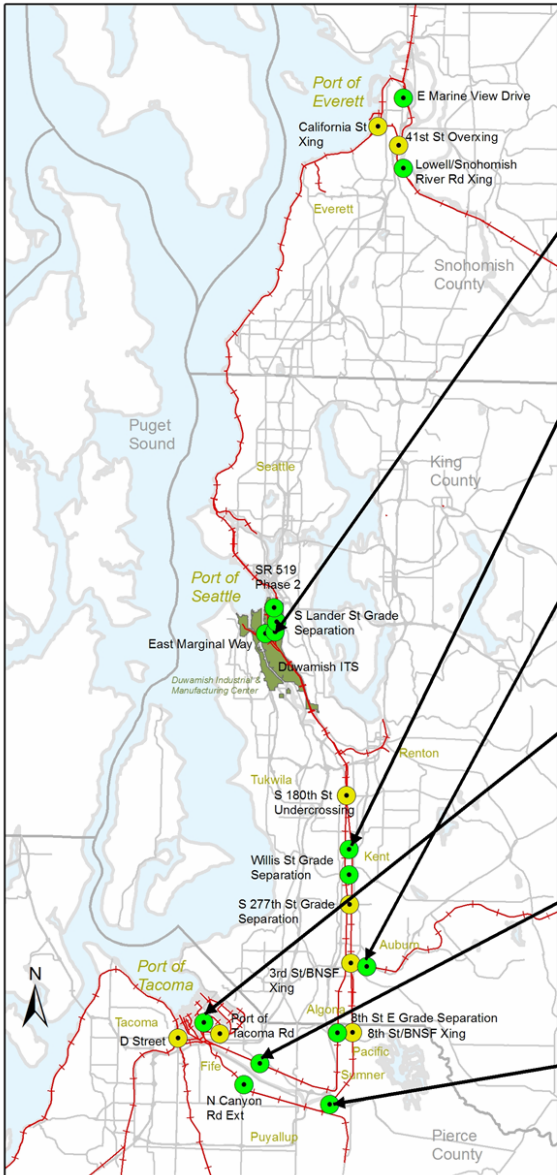 Port of
Everett
E Marine View Drive
California St
Xing
41st St Overxing
Lowell/Snohomish
River Rd Xing
Everett
Snohomish
County
Puget
Sound
King
County
Seattle
SR 519
Phase 2
Port of
Seattle
S Lander St Grade
Separation
East Marginal Way
Duwamish ITS
Duwamish Industrial &
Manufacturing Center
Renton
Tukwila
S 180th St
Undercrossing
Kent
Willis St Grade
Separation
S 277th St Grade
Separation
Auburn
N
Port of
Tacoma
3rd St/BNSF
Xing
Algona
8th St E Grade Separation
8th St/BNSF Xing
Tacoma
Port of
Tacoma Rd
D Street
Pacific
Fife
Sumner
N Canyon
Rd Ext
Puyallup
Pierce
County